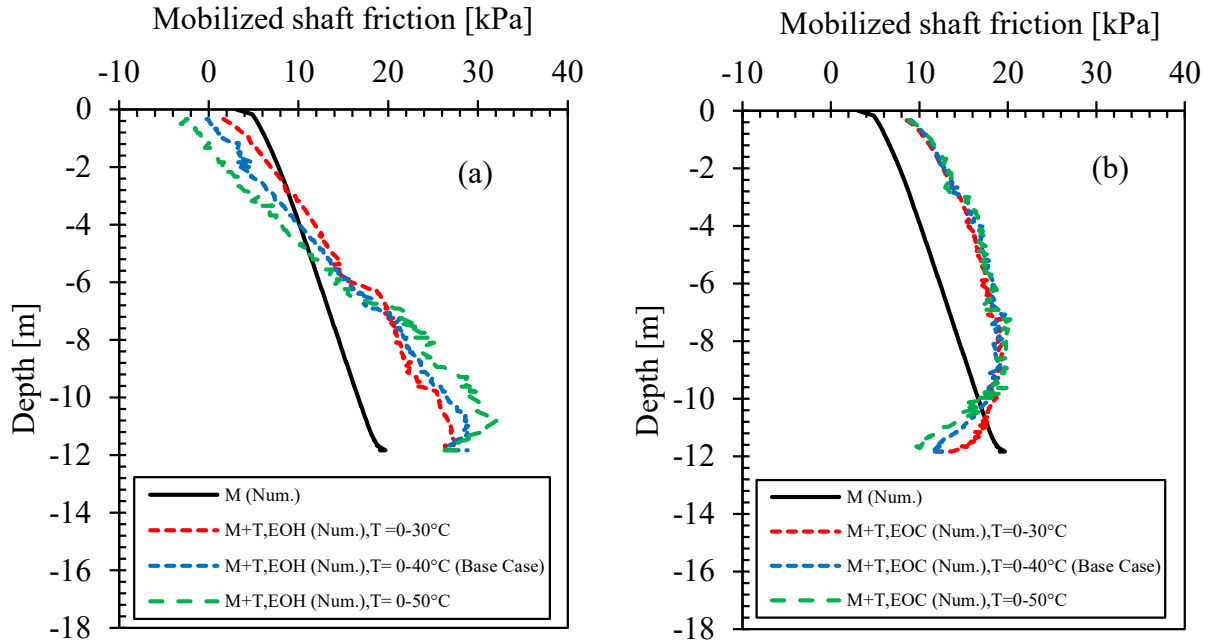 Mobilized shaft friction [kPa]
-10 0 10 20 30 40
0
-2
-4
-6
-8
-10
-12
-14
-16
-18
Depth [m]
(a)
M (Num.)
M+T,EOH (Num.),T =0-30°C
M+T,EOH (Num.),T= 0-40°C (Base Case)
M+T,EOH (Num.),T= 0-50°C
Mobilized shaft friction [kPa]
-10 0 10 20 30 40
0
-2
-4
-6
-8
-10
-12
-14
-16
-18
Depth [m]
(b)
M (Num.)
M+T,EOC (Num.),T=0-30°C
M+T,EOC (Num.),T=0-40°C (Base Case)
M+T,EOC (Num.),T=0-50°C